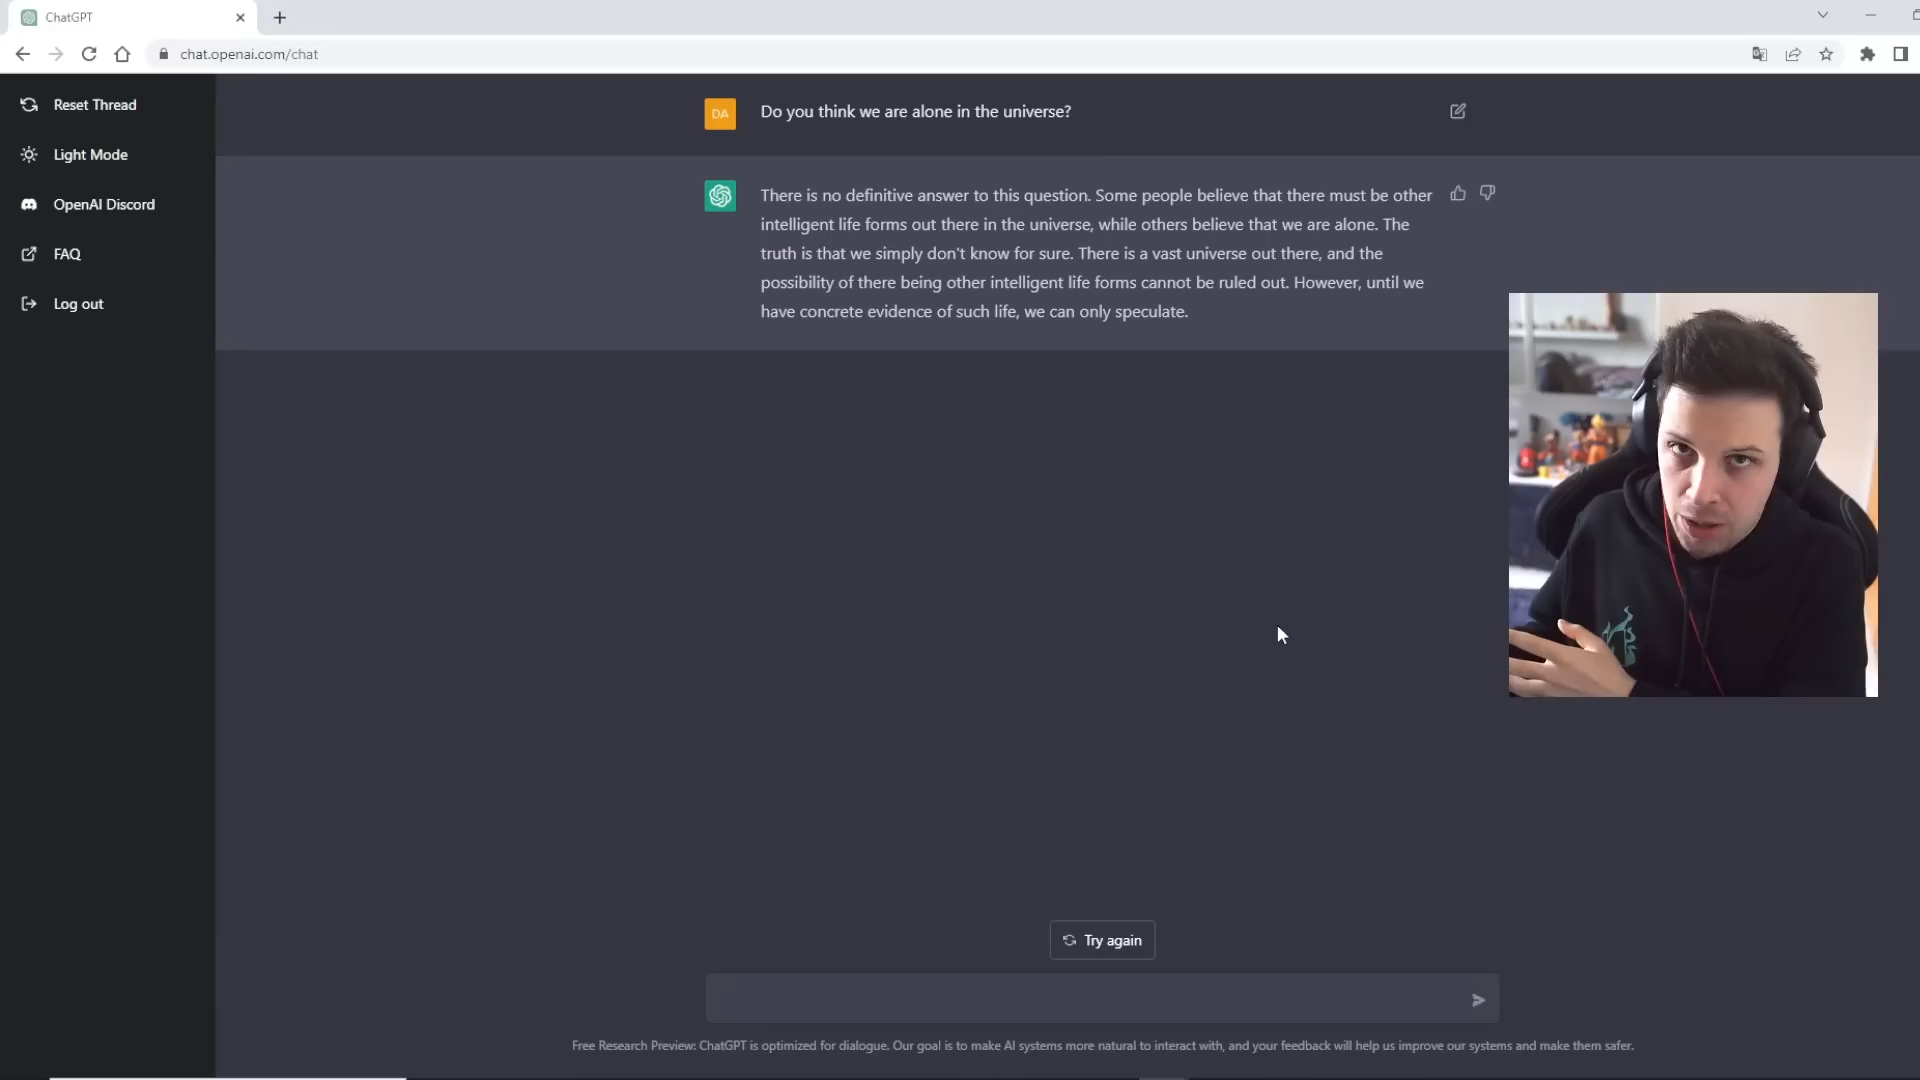 ChatGPT
chat.openai.com/chat
Reset Thread
Light Mode
OpenAI Discord
FAQ
Log out
DA
Do you think we are alone in the universe?
There is no definitive answer to this question. Some people believe that there must be other
intelligent life forms out there in the universe, while others believe that we are alone. The
truth is that we simply don't know for sure. There is a vast universe out there, and the
possibility of there being other intelligent life forms cannot be ruled out. However, until we
have concrete evidence of such life, we can only speculate.
Try again
Free Research Preview: ChatGPT is optimized for dialogue. Our goal is to make AI systems more natural to interact with, and your feedback will help us improve our systems and make them safer.